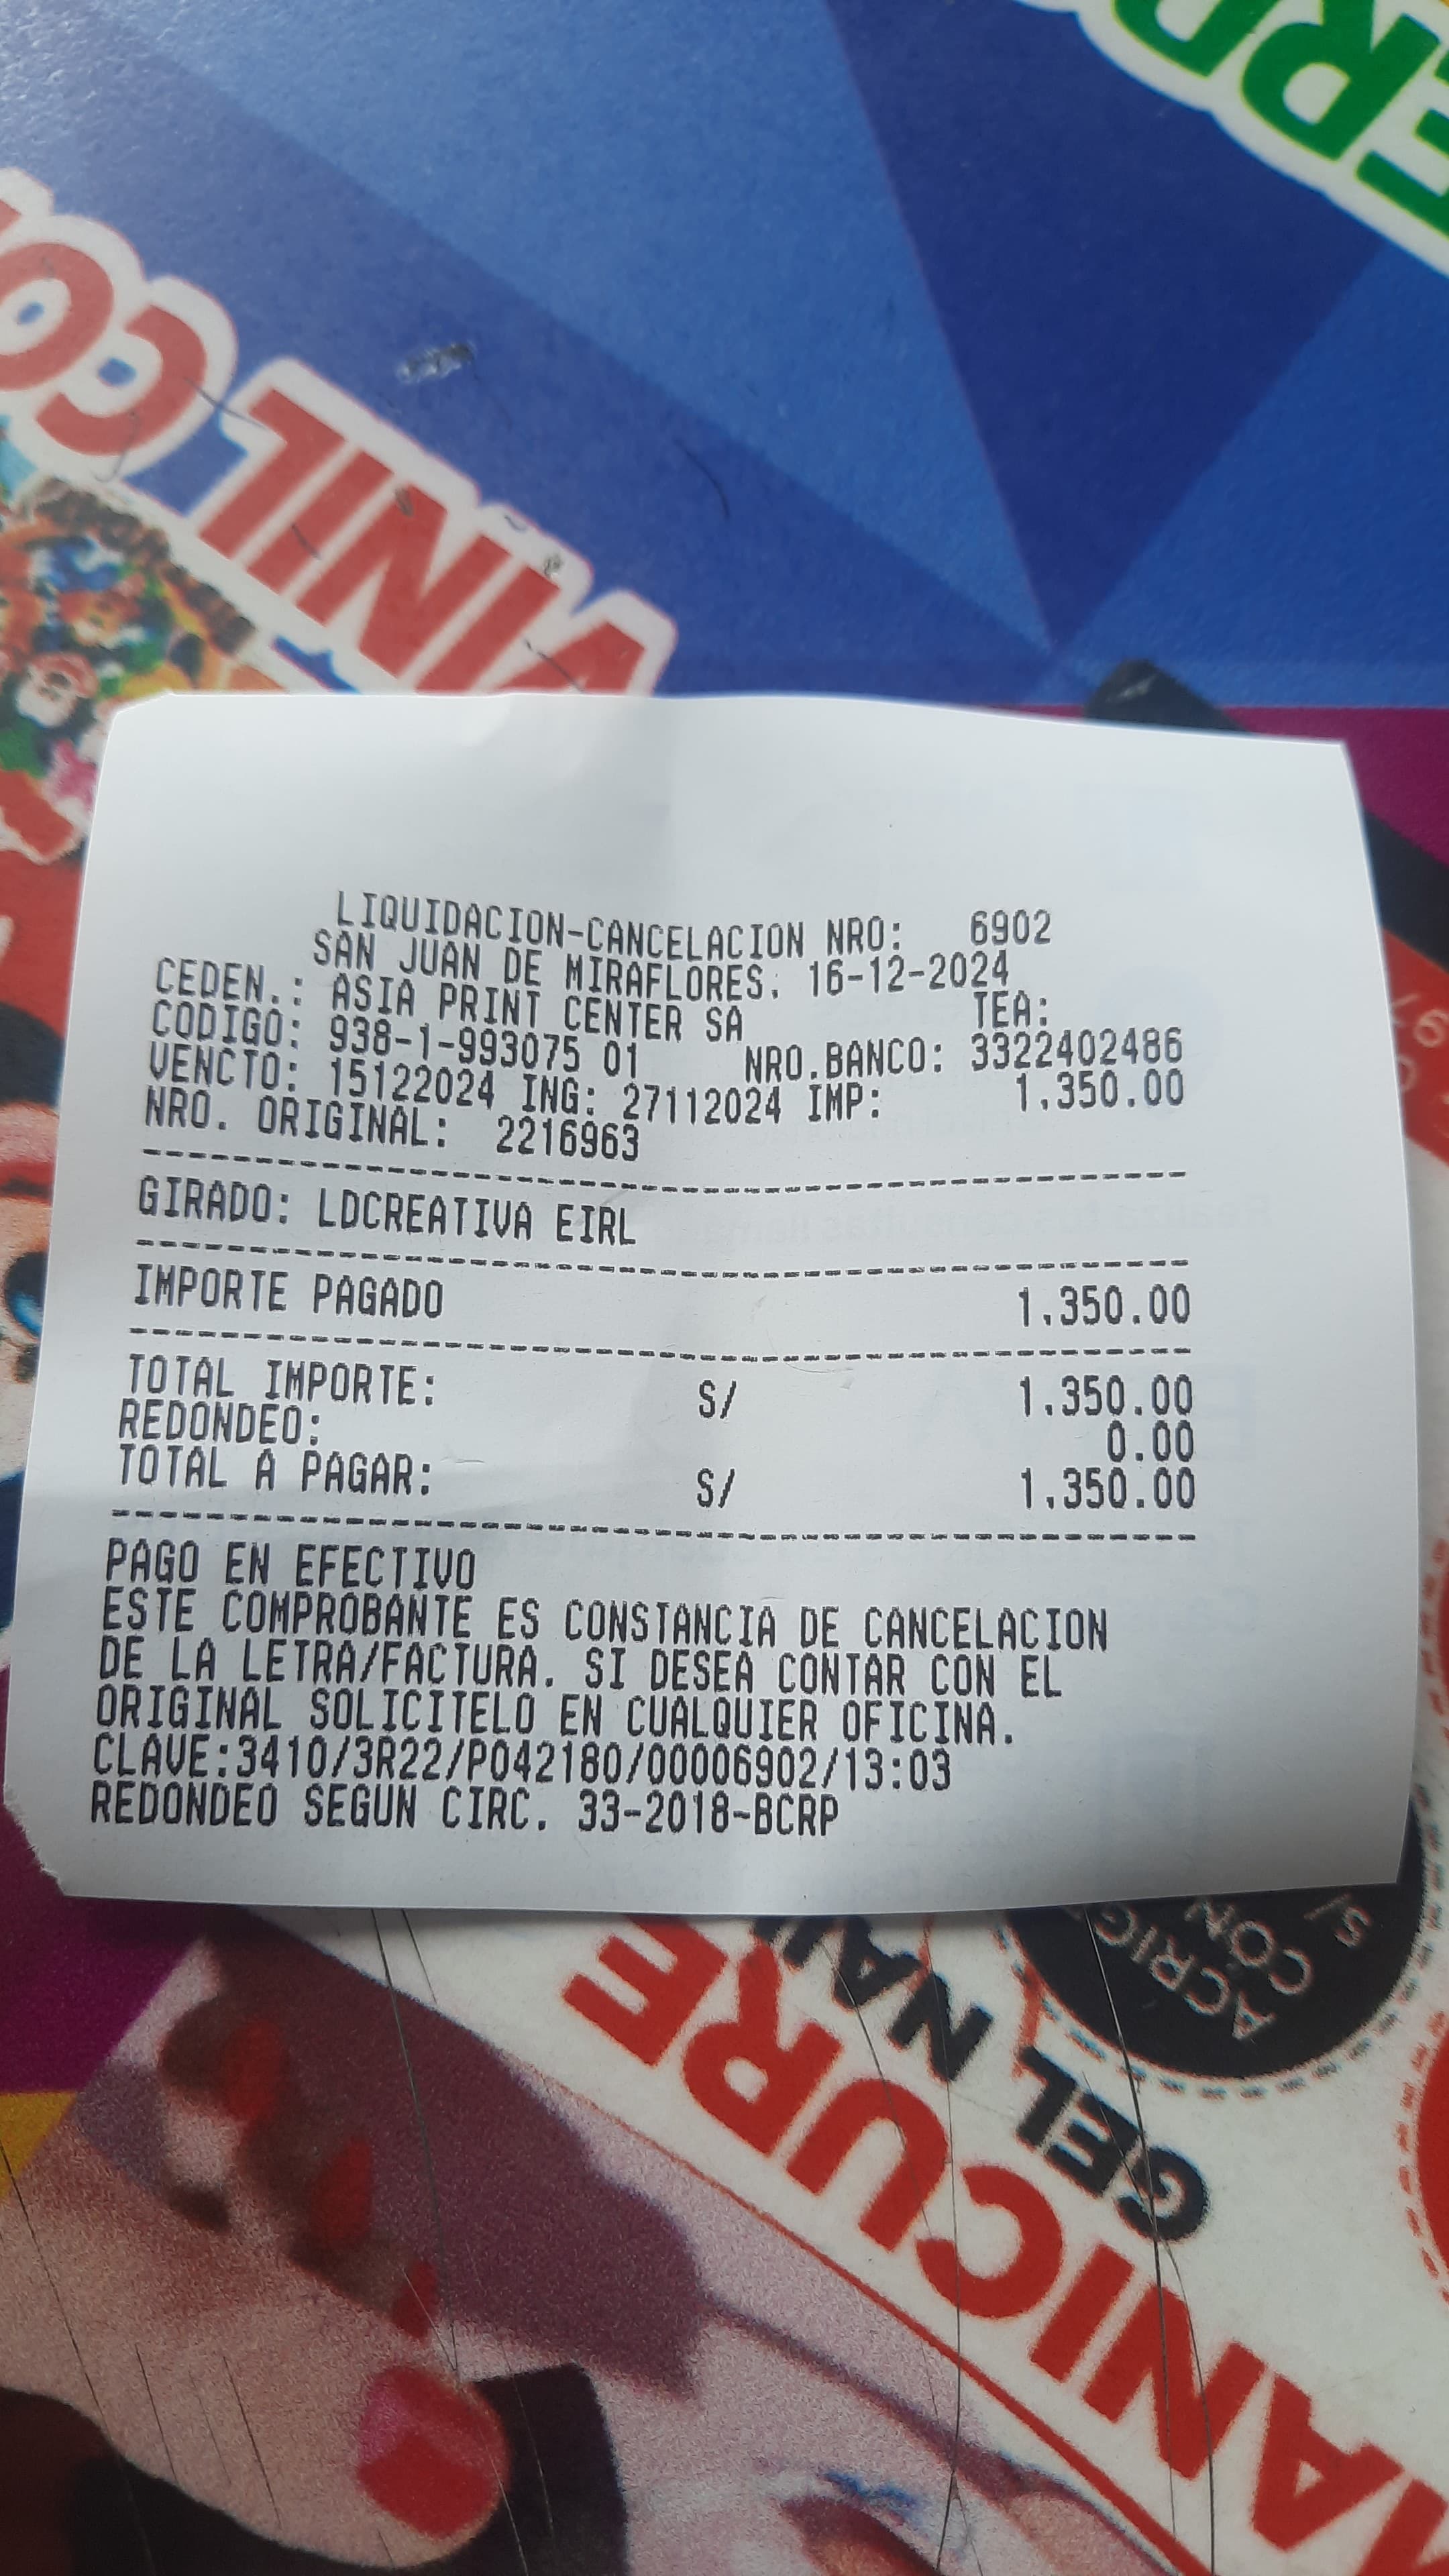 LIQUIDACION-CANCELACION NRO: 6902
SAN JUAN DE MIRAFLORES. 16-12-2024
CEDEN.: ASIA PRINT CENTER SA TEA:
CODIGO: 938-1-993075 01 NRO.BANCO: 3322402486
VENCTO: 15122024 ING: 27112024 IMP: 1.350.00
NRO. ORIGINAL: 2216963
GIRADO: LDCREATIVA EIRL
IMPORTE PAGADO 1.350.00
TOTAL IMPORTE: S/ 1.350.00
REDONDEO: 0.00
TOTAL A PAGAR: S/ 1.350.00
PAGO EN EFECTIVO
ESTE COMPROBANTE ES CONSTANCIA DE CANCELACION
DE LA LETRA/FACTURA. SI DESEA CONTAR CON EL
ORIGINAL SOLICITELO EN CUALQUIER OFICINA.
CLAVE:3410/3R22/P042180/00006902/13:03
REDONDEO SEGUN CIRC. 33-2018-BCRP
VINIL
GEL
ANICURE
CON
S/